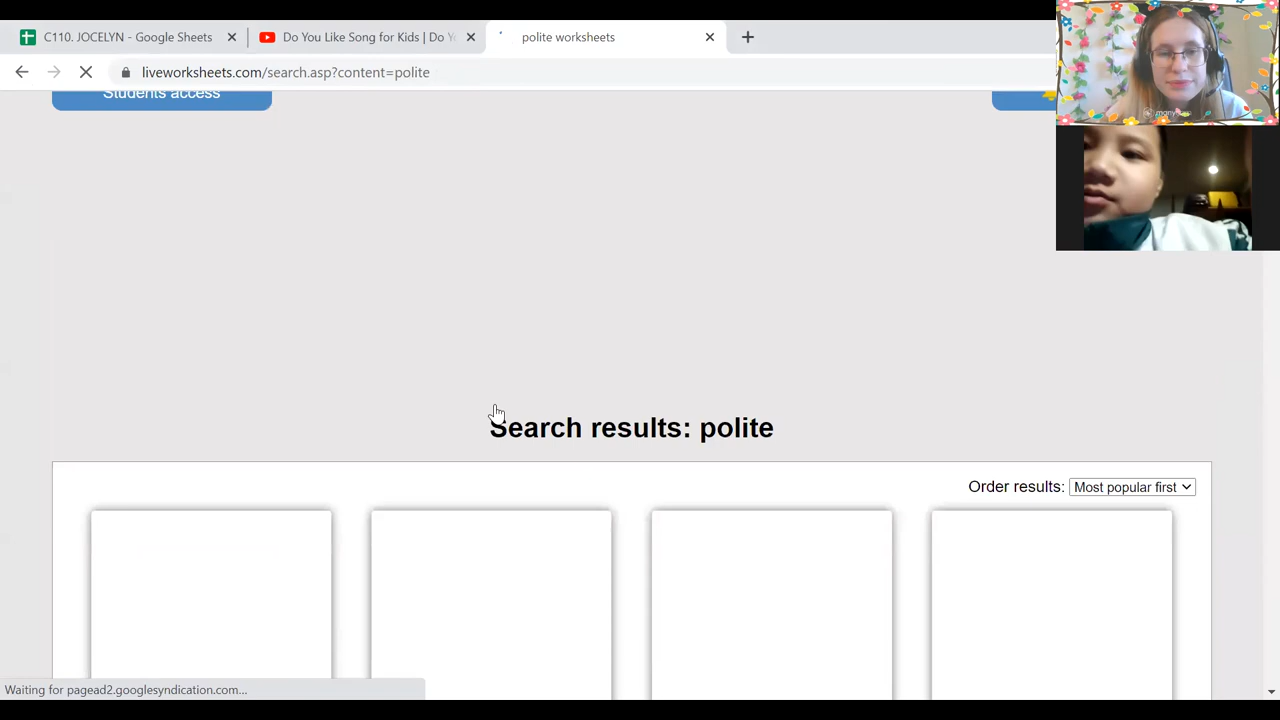 C110. JOCELYN - Google Sheets
Do You Like Song for Kids | Do Y
polite worksheets
liveworksheets.com/search.asp?content=polite
Students access
Search results: polite
Order results: Most popular first
Waiting for pagead2.googlesyndication.com...